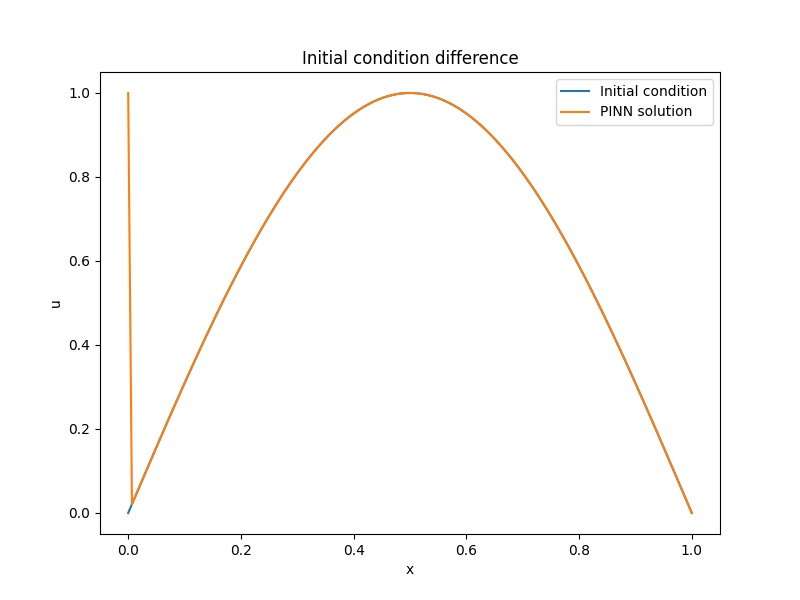 Initial condition difference
Initial condition
PINN solution
1.0
0.8
0.6
0.4
0.2
0.0
u
0.0 0.2 0.4 0.6 0.8 1.0
x